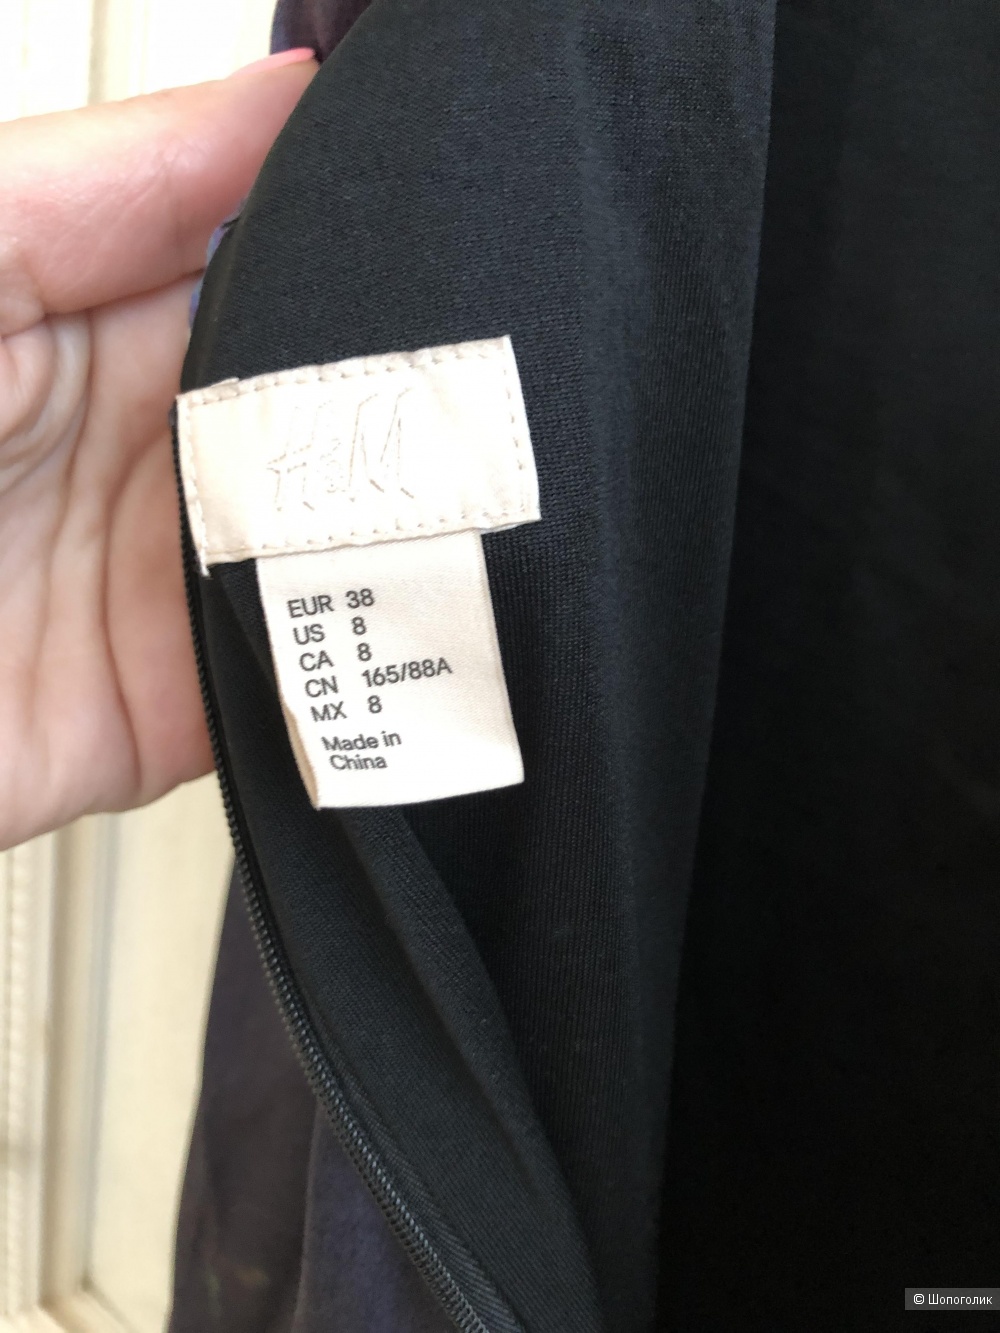 H&M
EUR 38
US 8
CA 8
CN 165/88A
MX 8
Made in
China
© Шопоголик